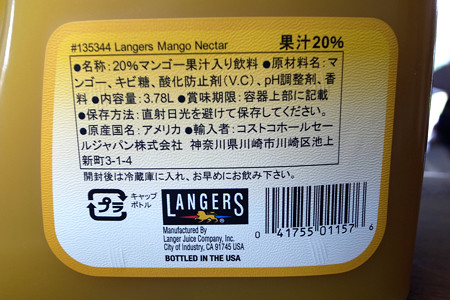 #135344 Langers Mango Nectar 果汁20%
●名称：20%マンゴー果汁入り飲料 ●原材料名：マ
ンゴー、キビ糖、酸化防止剤（V.C）、pH調整剤、香
料 ●内容量：3.78L ●賞味期限：容器上部に記載
●保存方法：直射日光を避けて保存してください。
●原産国名：アメリカ ●輸入者：コストコホールセー
ルジャパン株式会社 神奈川県川崎市川崎区池上
新町3-1-4
開封後は冷蔵庫に入れ、お早めにお飲み下さい。
プラ
キャップ
ボトル
LANGERS
Manufactured By
Langer Juice Company, Inc.
City of Industry, CA 91745 USA
BOTTLED IN THE USA
0 41755 01157 6